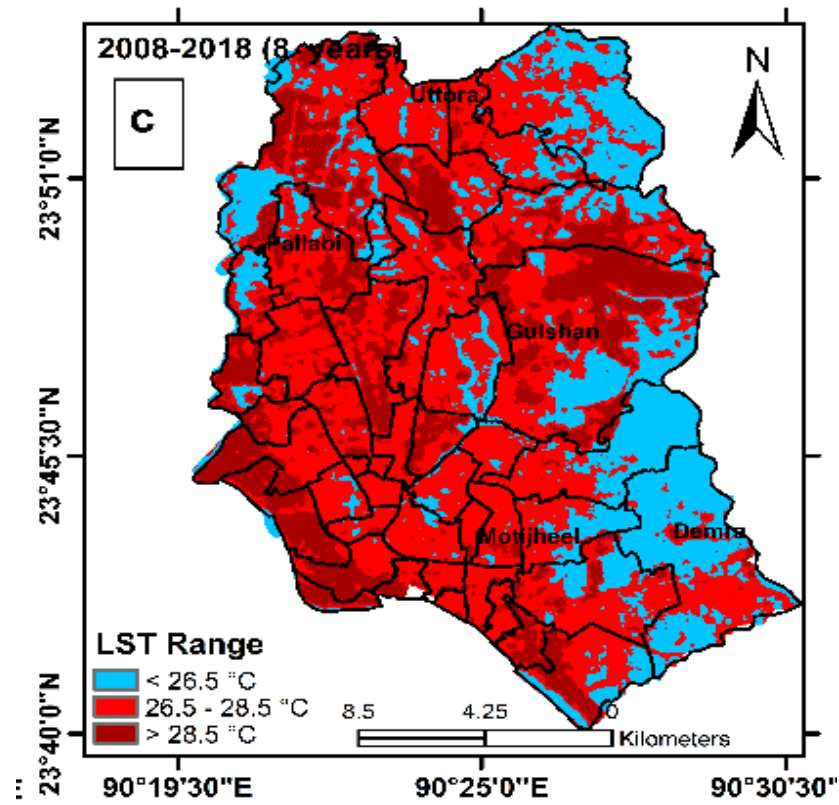 2008-2018 (8 years)
N
C
Uttora
Pallabi
Gulshan
Motijheel
Demra
LST Range
< 26.5 °C
26.5 - 28.5 °C
> 28.5 °C
8.5 4.25 0
Kilometers
23°51'0"N
23°45'30"N
23°40'0"N
90°19'30"E 90°25'0"E 90°30'30"E